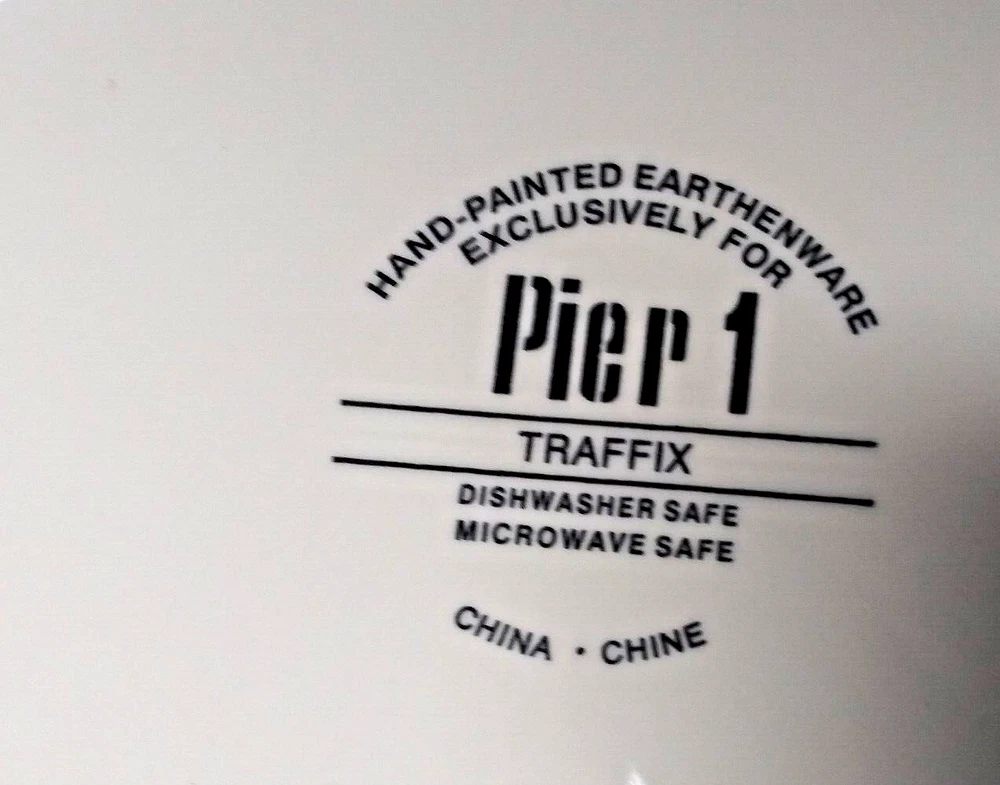 HAND-PAINTED EARTHENWARE
EXCLUSIVELY FOR
Pier 1
TRAFFIX
DISHWASHER SAFE
MICROWAVE SAFE
CHINA · CHINE